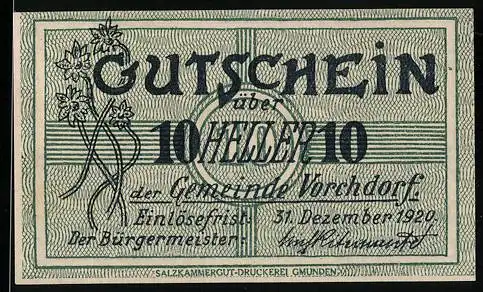 GUTSCHEIN
über
10 HELLER 10
der Gemeinde Vorchdorf.
Einlösefrist: 31. Dezember 1920.
Der Bürgermeister:
SALZKAMMERGUT-DRUCKEREI GMUNDEN.